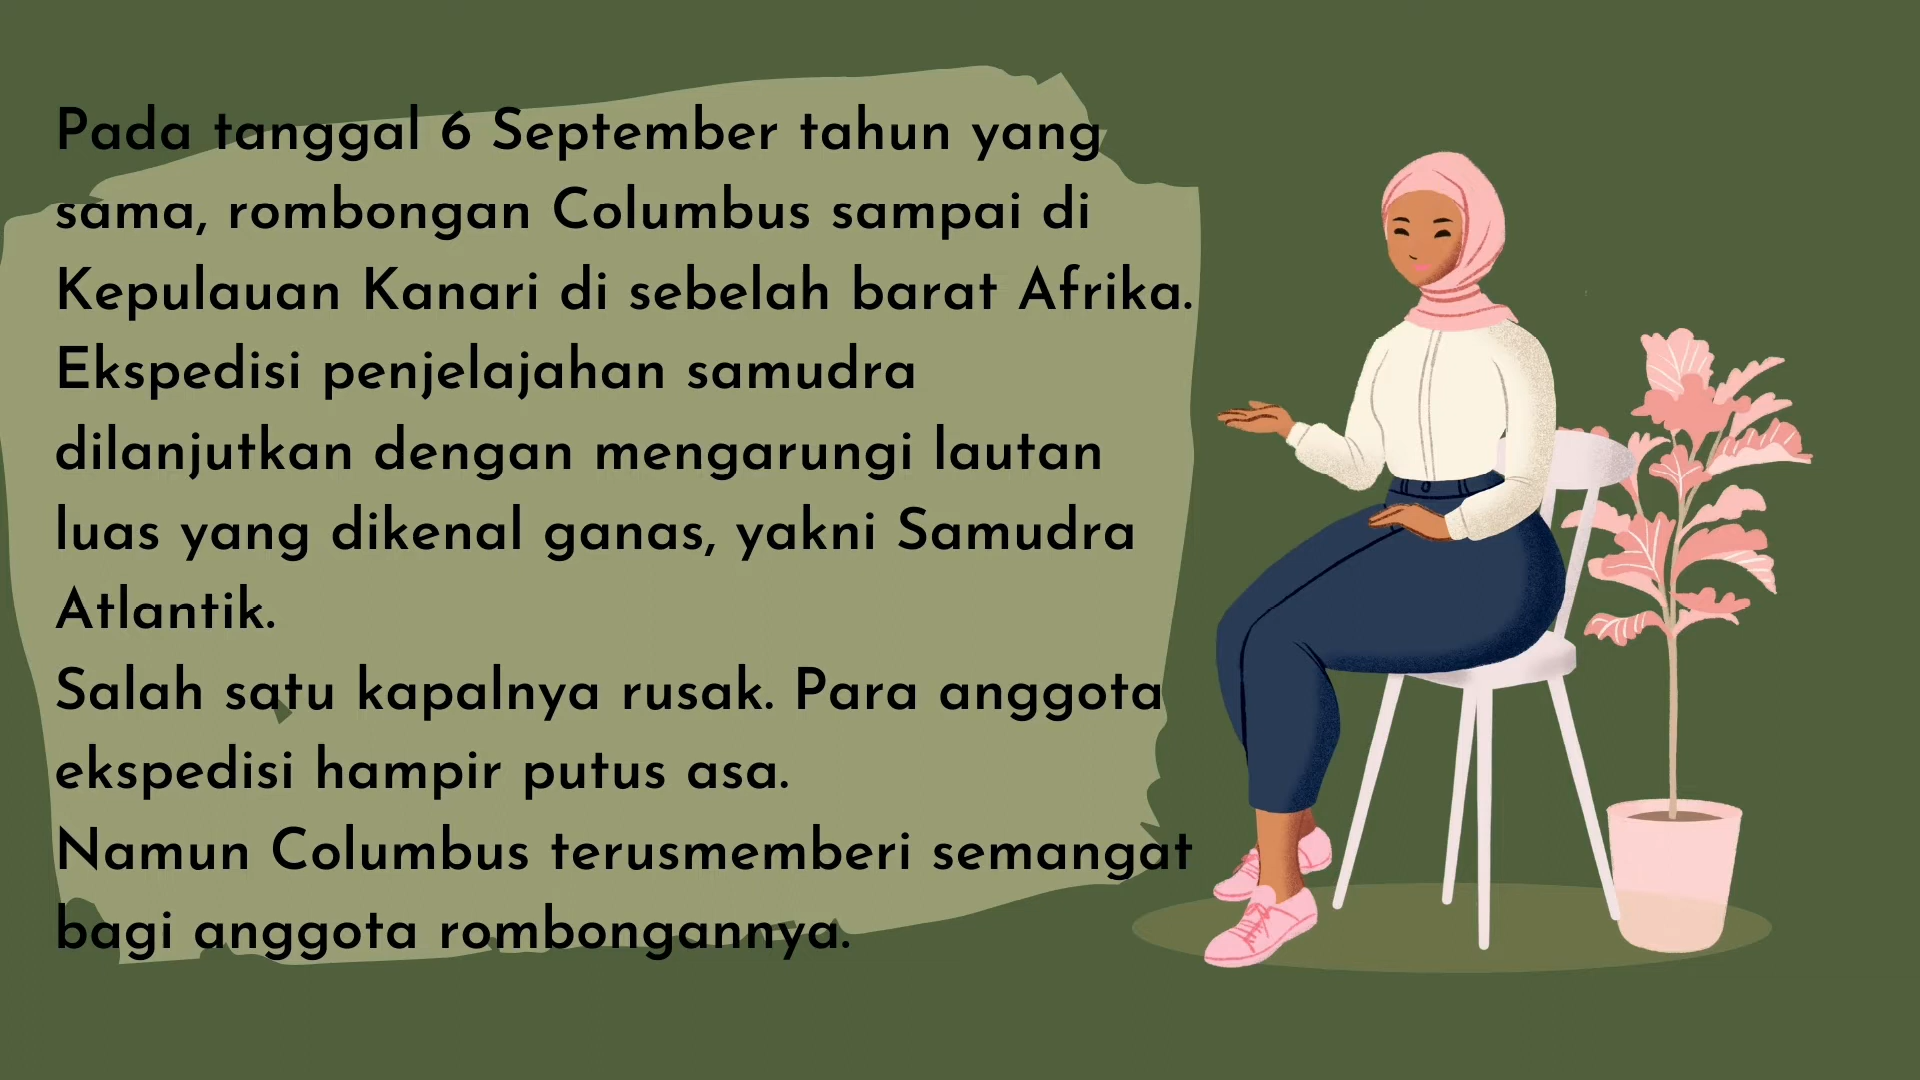 Pada tanggal 6 September tahun yang
sama, rombongan Columbus sampai di
Kepulauan Kanari di sebelah barat Afrika.
Ekspedisi penjelajahan samudra
dilanjutkan dengan mengarungi lautan
luas yang dikenal ganas, yakni Samudra
Atlantik.
Salah satu kapalnya rusak. Para anggota
ekspedisi hampir putus asa.
Namun Columbus terusmemberi semangat
bagi anggota rombongannya.